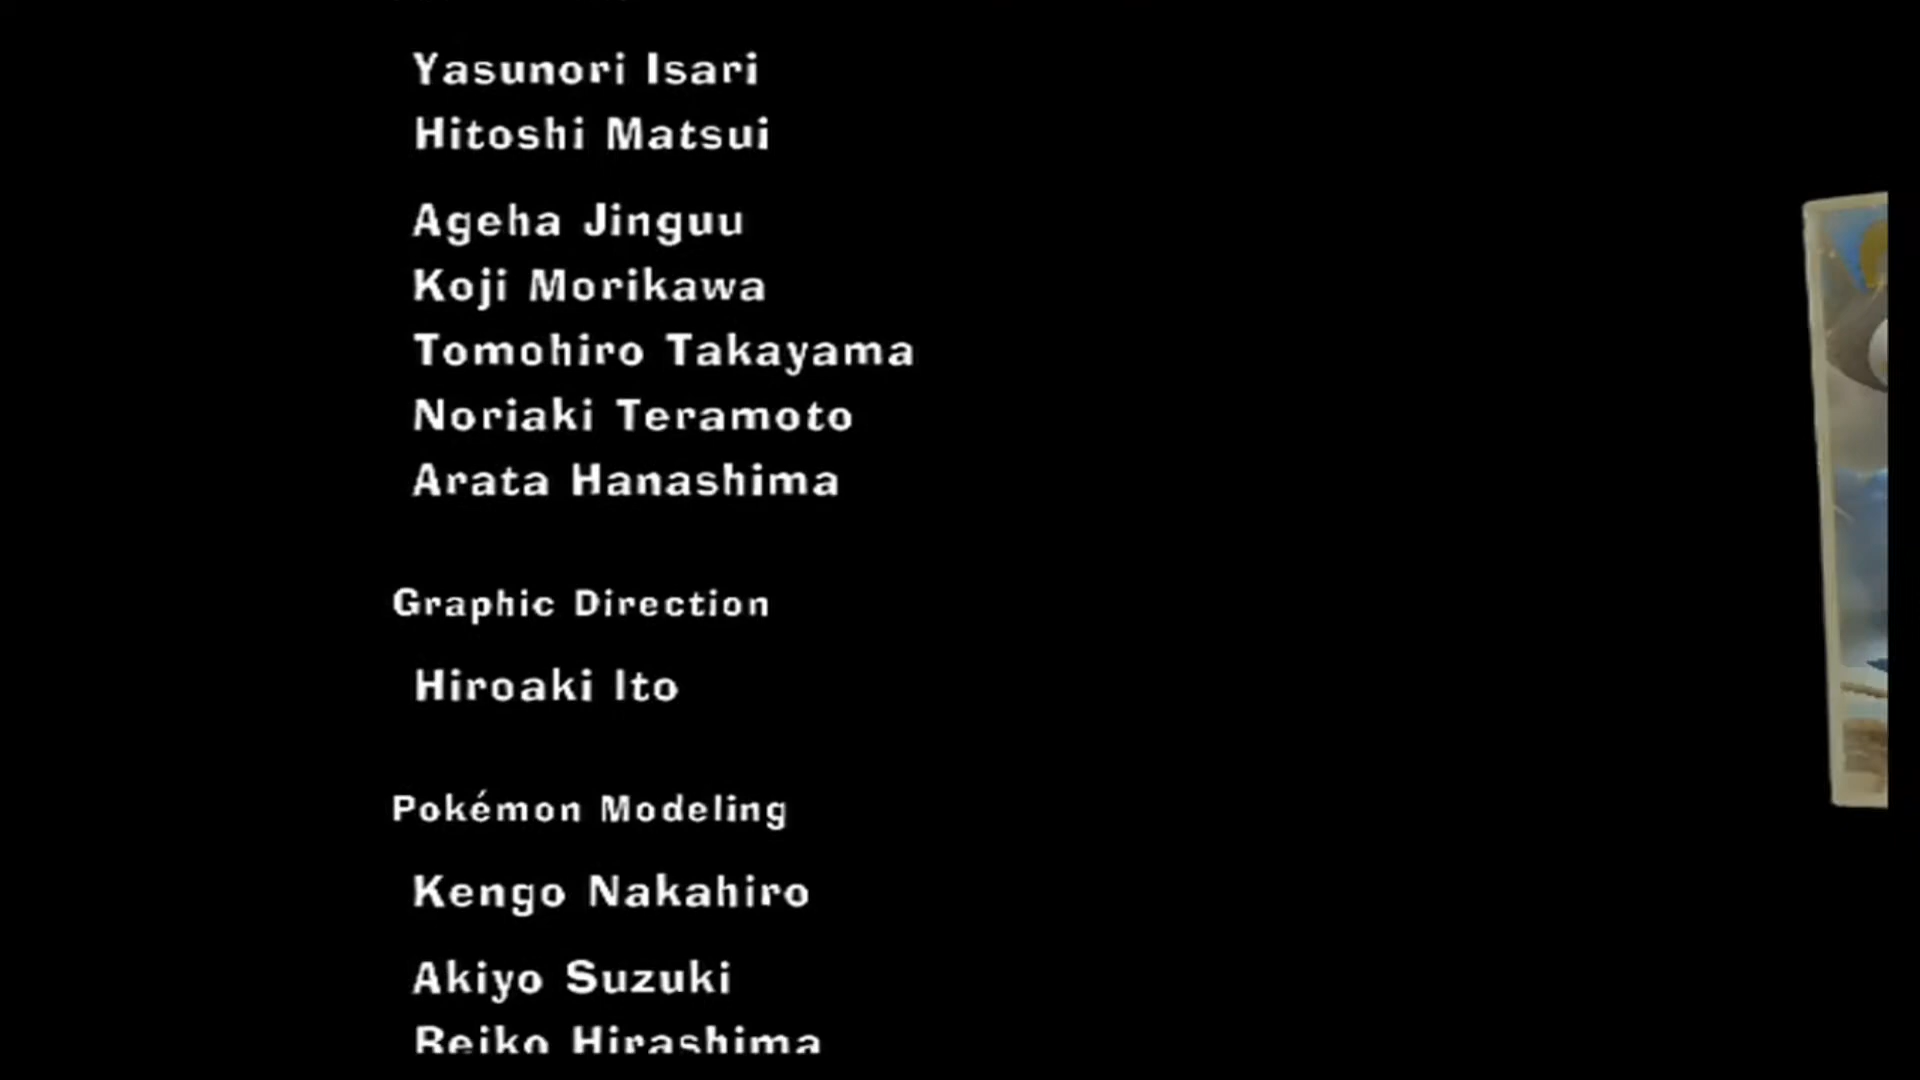 Yasunori Isari
Hitoshi Matsui
Ageha Jinguu
Koji Morikawa
Tomohiro Takayama
Noriaki Teramoto
Arata Hanashima
Graphic Direction
Hiroaki Ito
Pokémon Modeling
Kengo Nakahiro
Akiyo Suzuki
Reiko Hirashima